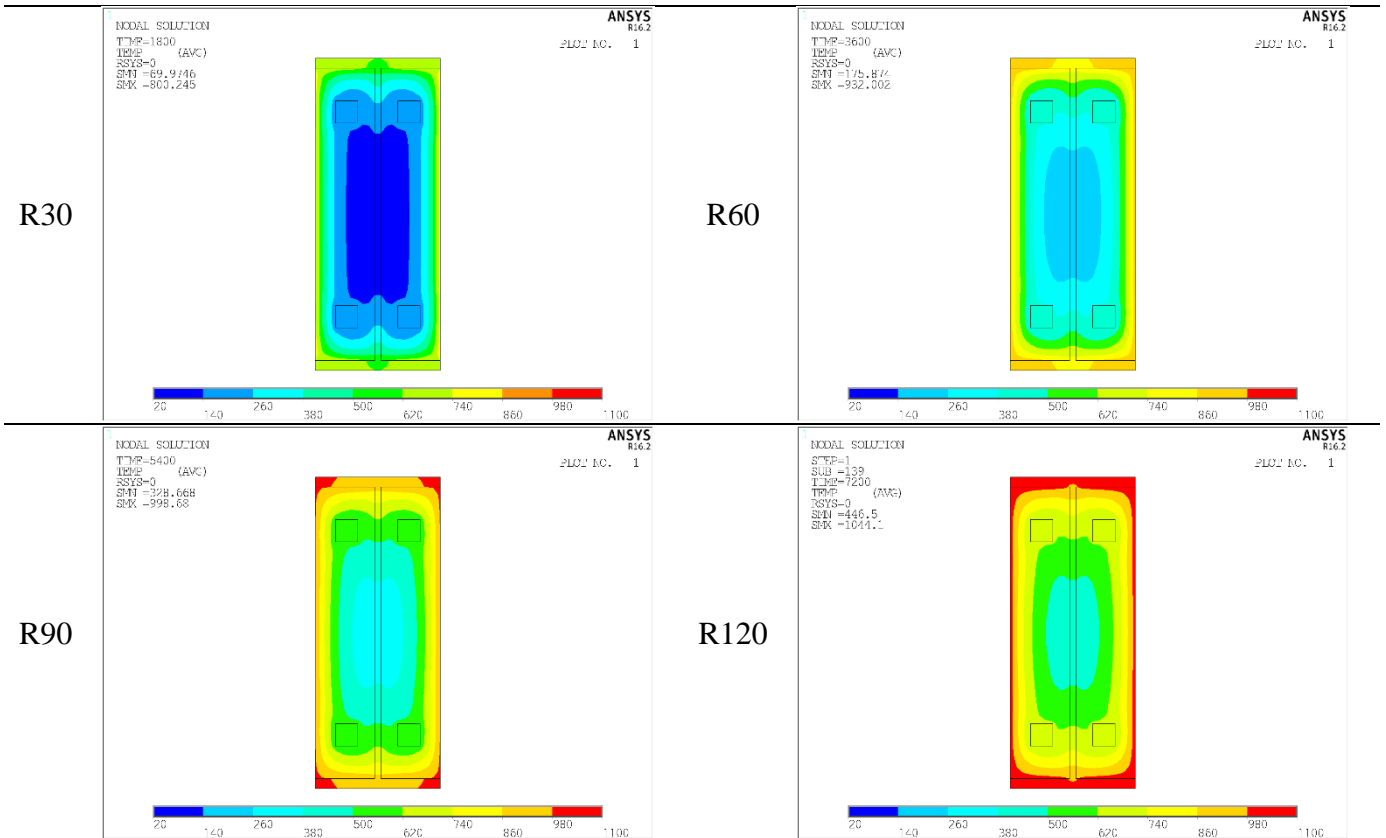 NODAL SOLUTION
ANSYS
R16.2
TIME=1800
PLOT NO. 1
TEMP (AVG)
RSYS=0
SMN =69.9746
SMX =800.245
R30
20 140 260 380 500 620 740 860 980 1100
NODAL SOLUTION
ANSYS
R16.2
TIME=3600
PLOT NO. 1
TEMP (AVG)
RSYS=0
SMN =175.874
SMX =932.002
R60
20 140 260 380 500 620 740 860 980 1100
NODAL SOLUTION
ANSYS
R16.2
TIME=5400
PLOT NO. 1
TEMP (AVG)
RSYS=0
SMN =328.668
SMX =998.68
R90
20 140 260 380 500 620 740 860 980 1100
NODAL SOLUTION
ANSYS
R16.2
STEP=1
PLOT NO. 1
SUB =139
TIME=7200
TEMP (AVG)
RSYS=0
SMN =446.5
SMX =1044.1
R120
20 140 260 380 500 620 740 860 980 1100